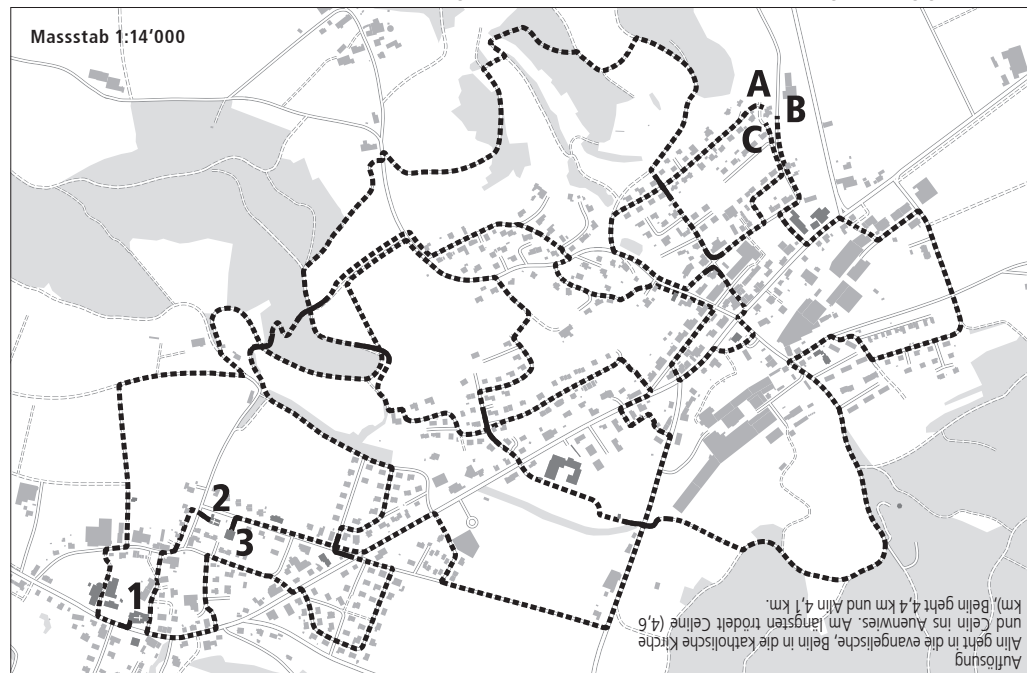 Massstab 1:14’000
A
B
C
2
3
1
Auflösung
Alin geht in die evangelische, Belin in die katholische Kirche
und Celin ins Auenwies. Am längsten trödelt Celine (4,6
km), Belin geht 4,4 km und Alin 4,1 km.